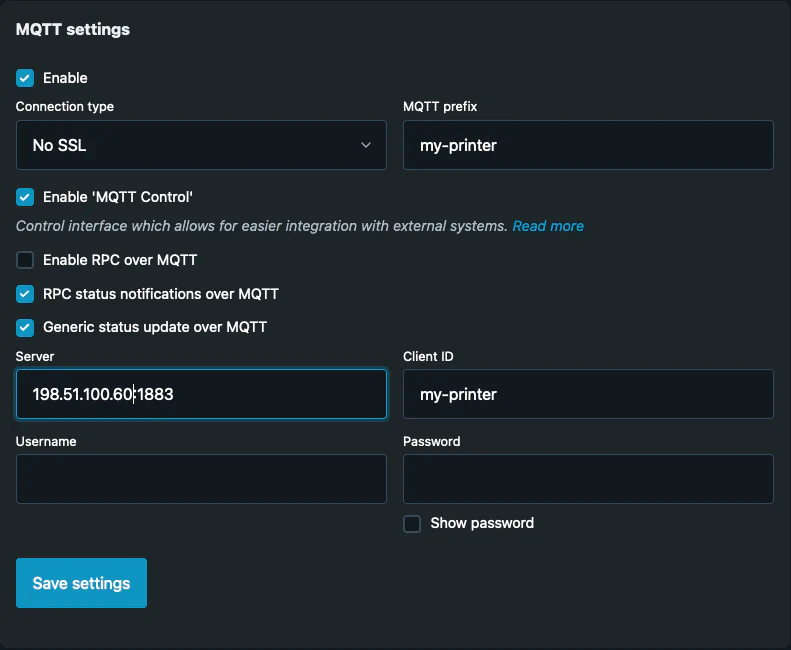 MQTT settings
Enable
Connection type
MQTT prefix
No SSL
my-printer
Enable 'MQTT Control'
Control interface which allows for easier integration with external systems. Read more
Enable RPC over MQTT
RPC status notifications over MQTT
Generic status update over MQTT
Server
Client ID
198.51.100.60:1883
my-printer
Username
Password
Show password
Save settings